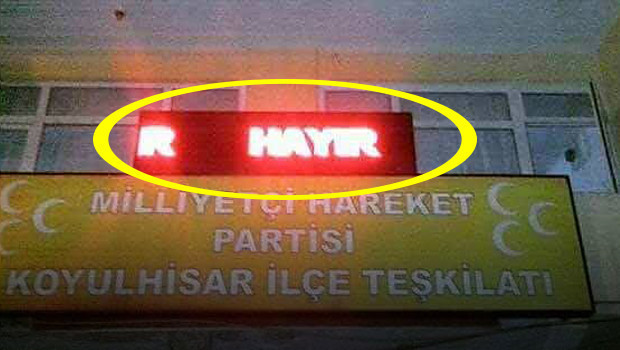 R HAYIR
MİLLİYETÇİ HAREKET
PARTİSİ
KOYULHİSAR İLÇE TEŞKİLATI